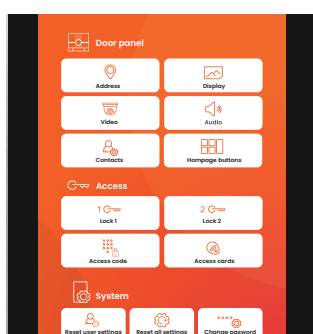 Door panel
Address
Display
Video
Audio
Contacts
Hompage buttons
Access
1
Lock 1
2
Lock 2
Access code
Access cards
System
Reset user settings
Reset all settings
Change pasword